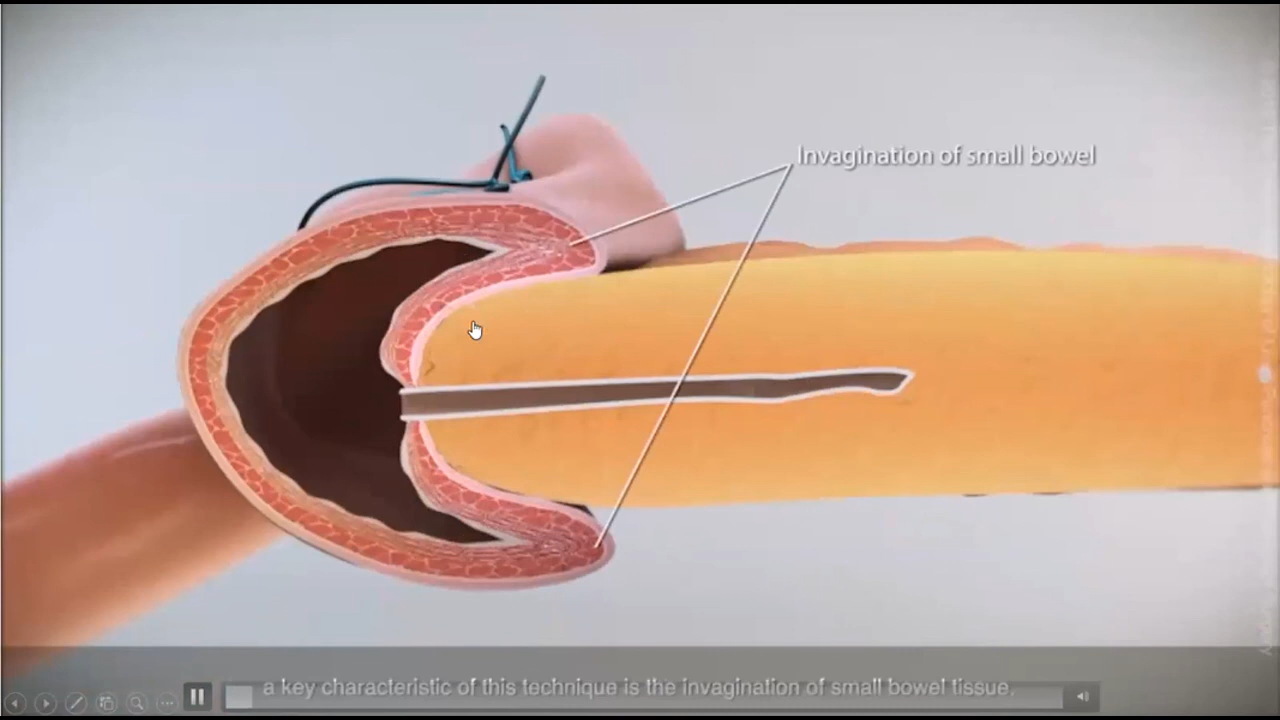 Invagination of small bowel
a key characteristic of this technique is the invagination of small bowel tissue.